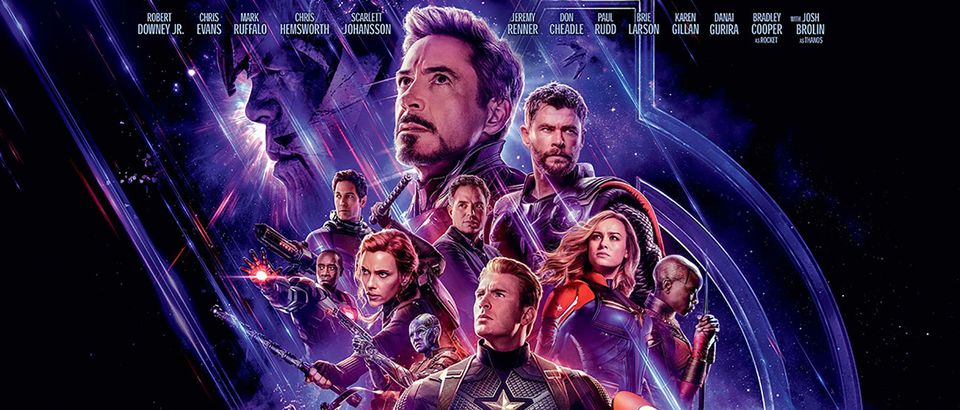 ROBERT DOWNEY JR. CHRIS EVANS MARK RUFFALO CHRIS HEMSWORTH SCARLETT JOHANSSON JEREMY RENNER DON CHEADLE PAUL RUDD BRIE LARSON KAREN GILLAN DANAI GURIRA BRADLEY COOPER AS ROCKET WITH JOSH BROLIN AS THANOS